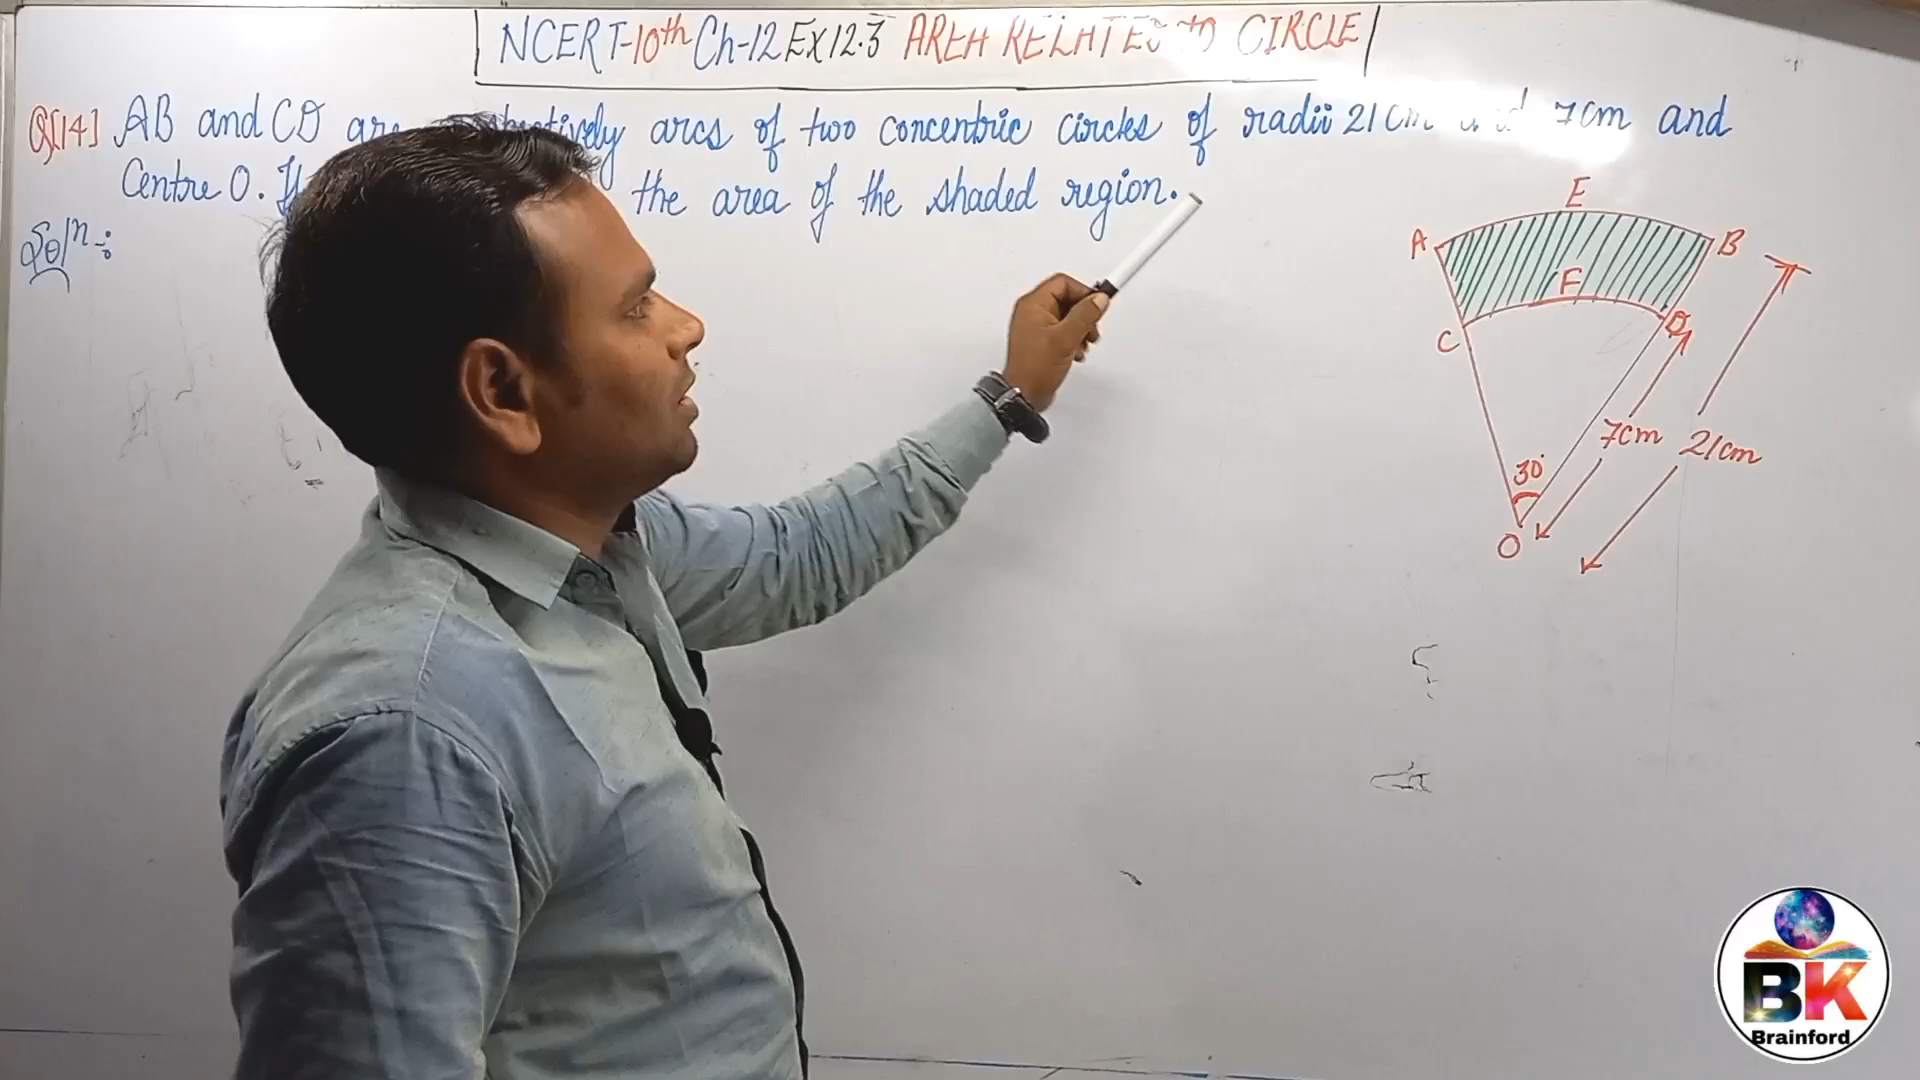 NCERT-10th Ch-12 Ex 12.3 AREA RELATED TO CIRCLE
Q[14] AB and CD are respectively arcs of two concentric circles of radii 21cm and 7cm and
Centre O. If the area of the shaded region.
Solⁿ:
E
A
B
F
C
D
7cm
21cm
30°
O
BK
Brainford